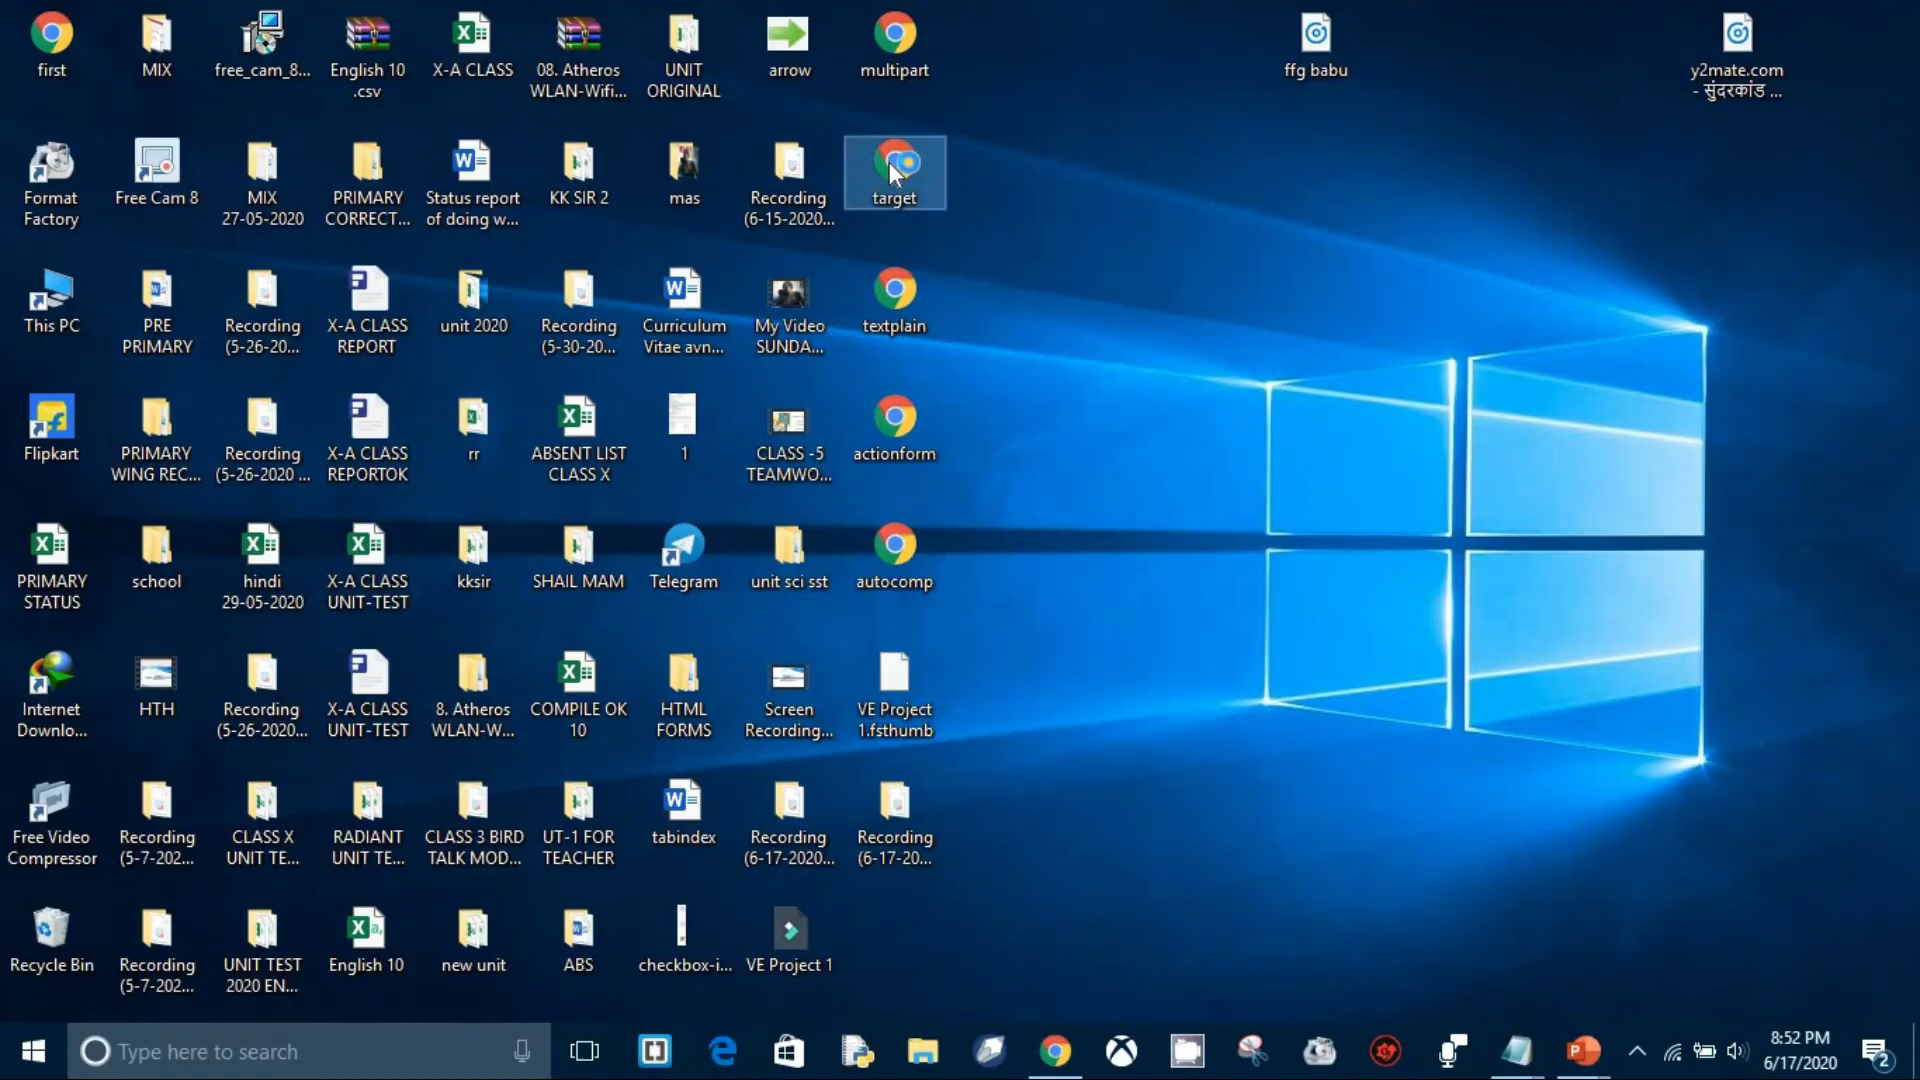 first
MIX
free_cam_8...
English 10
.csv
X-A CLASS
08. Atheros
WLAN-Wifi...
UNIT
ORIGINAL
arrow
multipart
ffg babu
y2mate.com
- सुंदरकांड ...
Format
Factory
Free Cam 8
MIX
27-05-2020
PRIMARY
CORRECT...
Status report
of doing w...
KK SIR 2
mas
Recording
(6-15-2020...
target
This PC
PRE
PRIMARY
Recording
(5-26-20...
X-A CLASS
REPORT
unit 2020
Recording
(5-30-20...
Curriculum
Vitae avn...
My Video
SUNDA...
textplain
Flipkart
PRIMARY
WING REC...
Recording
(5-26-2020 ...
X-A CLASS
REPORTOK
rr
ABSENT LIST
CLASS X
1
CLASS -5
TEAMWO...
actionform
PRIMARY
STATUS
school
hindi
29-05-2020
X-A CLASS
UNIT-TEST
kksir
SHAIL MAM
Telegram
unit sci sst
autocomp
Internet
Downlo...
HTH
Recording
(5-26-2020...
X-A CLASS
UNIT-TEST
8. Atheros
WLAN-W...
COMPILE OK
10
HTML
FORMS
Screen
Recording...
VE Project
1.fsthumb
Free Video
Compressor
Recording
(5-7-202...
CLASS X
UNIT TE...
RADIANT
UNIT TE...
CLASS 3 BIRD
TALK MOD...
UT-1 FOR
TEACHER
tabindex
Recording
(6-17-2020...
Recording
(6-17-20...
Recycle Bin
Recording
(5-7-202...
UNIT TEST
2020 EN...
English 10
new unit
ABS
checkbox-i...
VE Project 1
Type here to search
8:52 PM
6/17/2020
2